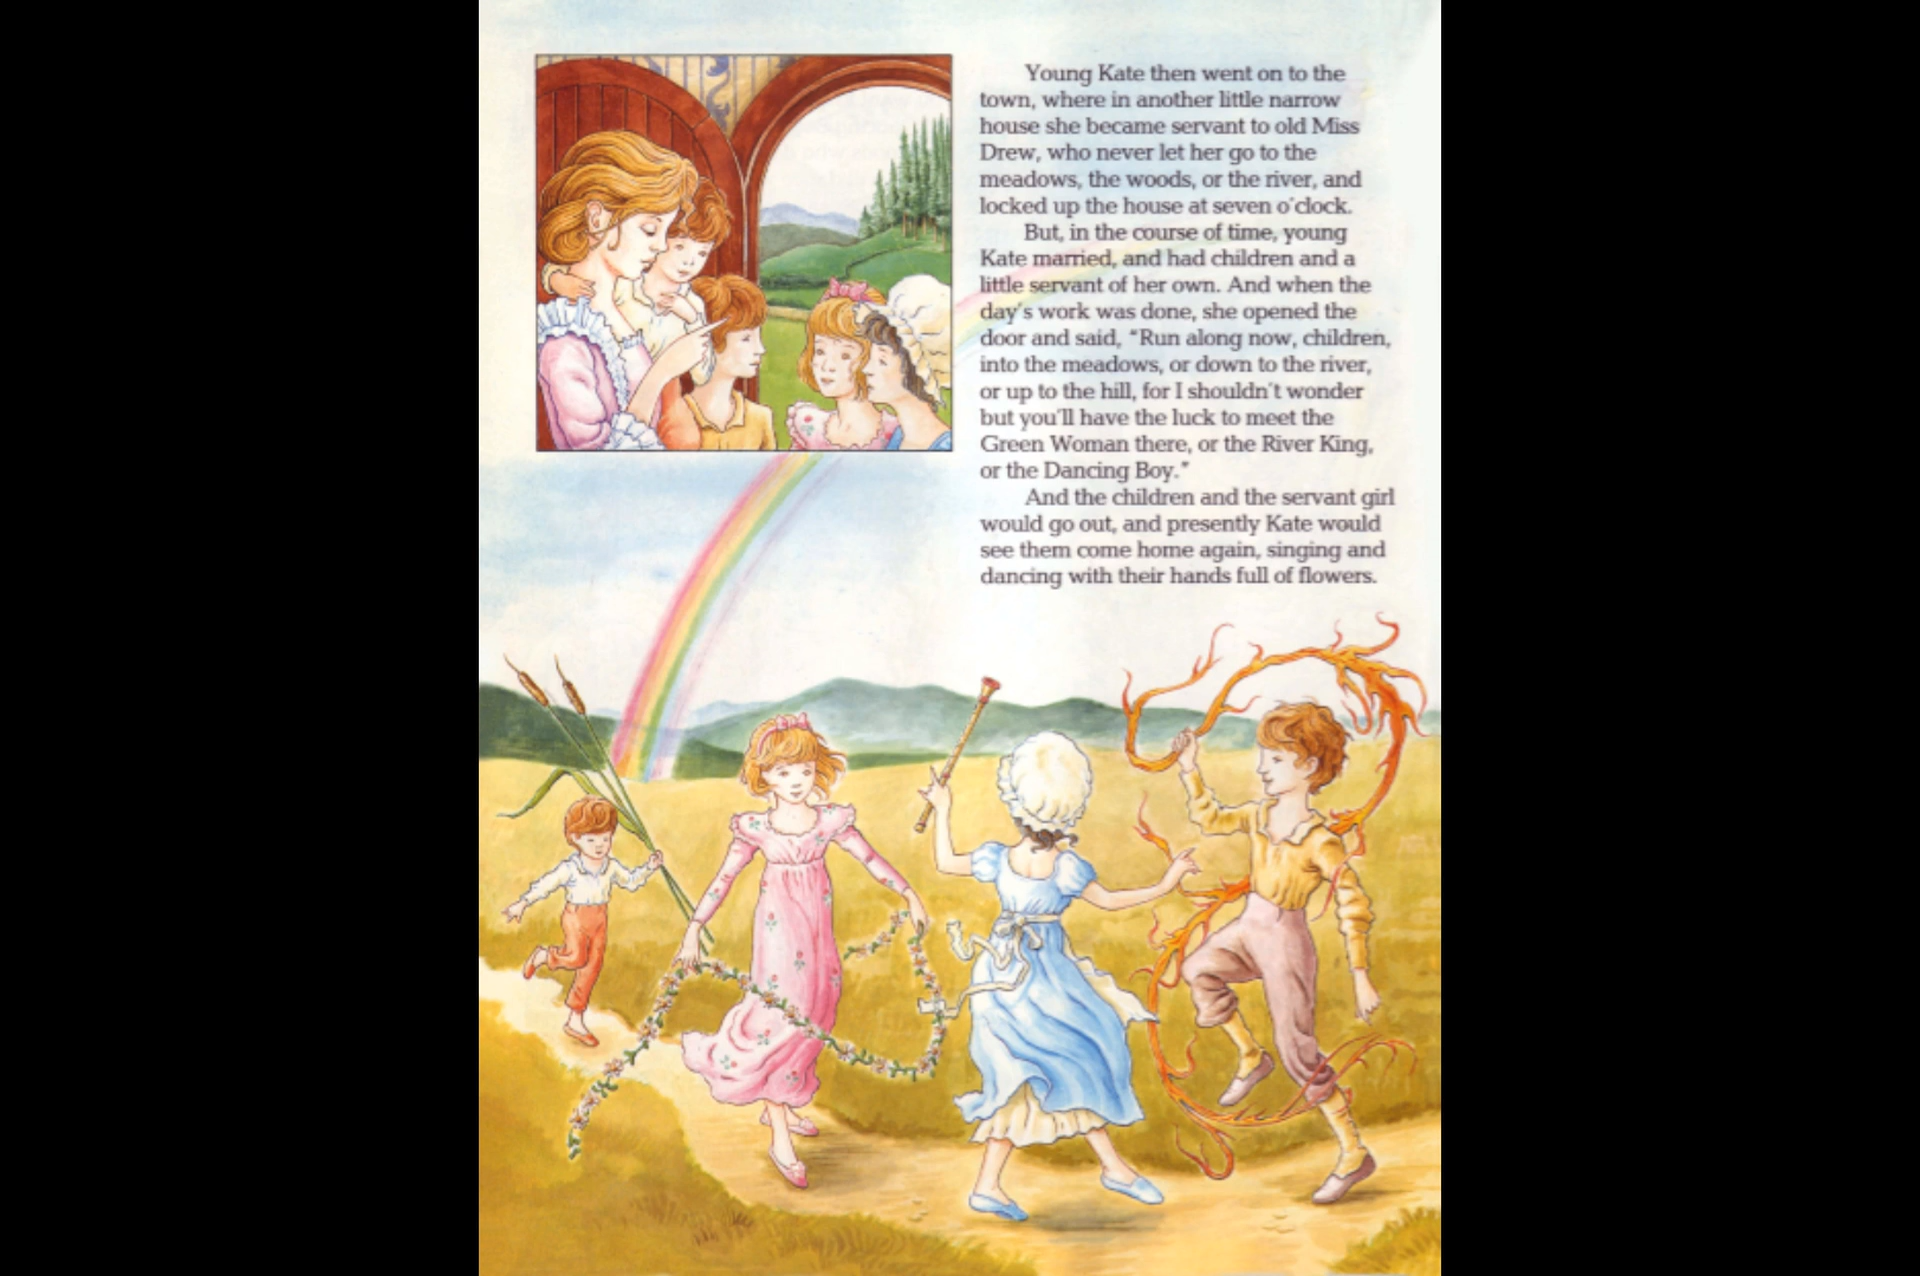 Young Kate then went on to the
town, where in another little narrow
house she became servant to old Miss
Drew, who never let her go to the
meadows, the woods, or the river, and
locked up the house at seven o'clock.
But, in the course of time, young
Kate married, and had children and a
little servant of her own. And when the
day's work was done, she opened the
door and said, "Run along now, children,
into the meadows, or down to the river,
or up to the hill, for I shouldn't wonder
but you'll have the luck to meet the
Green Woman there, or the River King,
or the Dancing Boy."
And the children and the servant girl
would go out, and presently Kate would
see them come home again, singing and
dancing with their hands full of flowers.